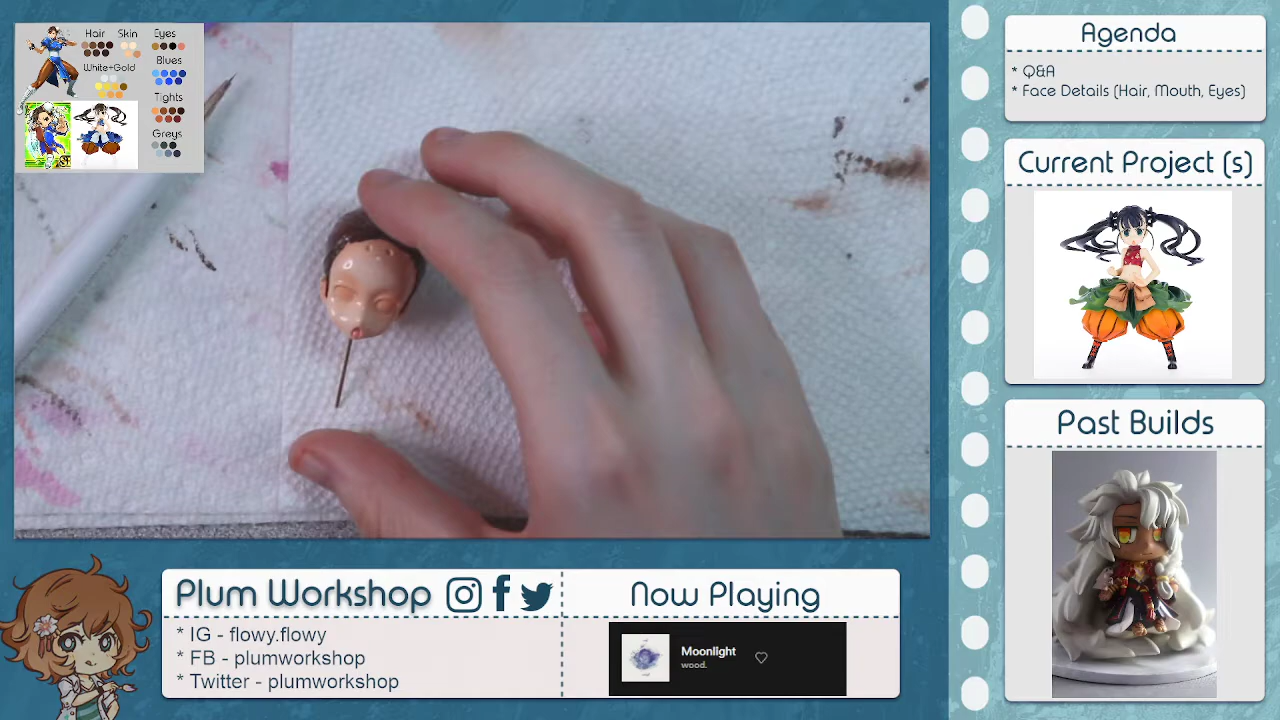 Hair Skin Eyes
White+Gold
Blues
Tights
Greys
Agenda
* Q&A
* Face Details (Hair, Mouth, Eyes)
Current Project (s)
Past Builds
Plum Workshop
* IG - flowy.flowy
* FB - plumworkshop
* Twitter - plumworkshop
Now Playing
Moonlight
wood.